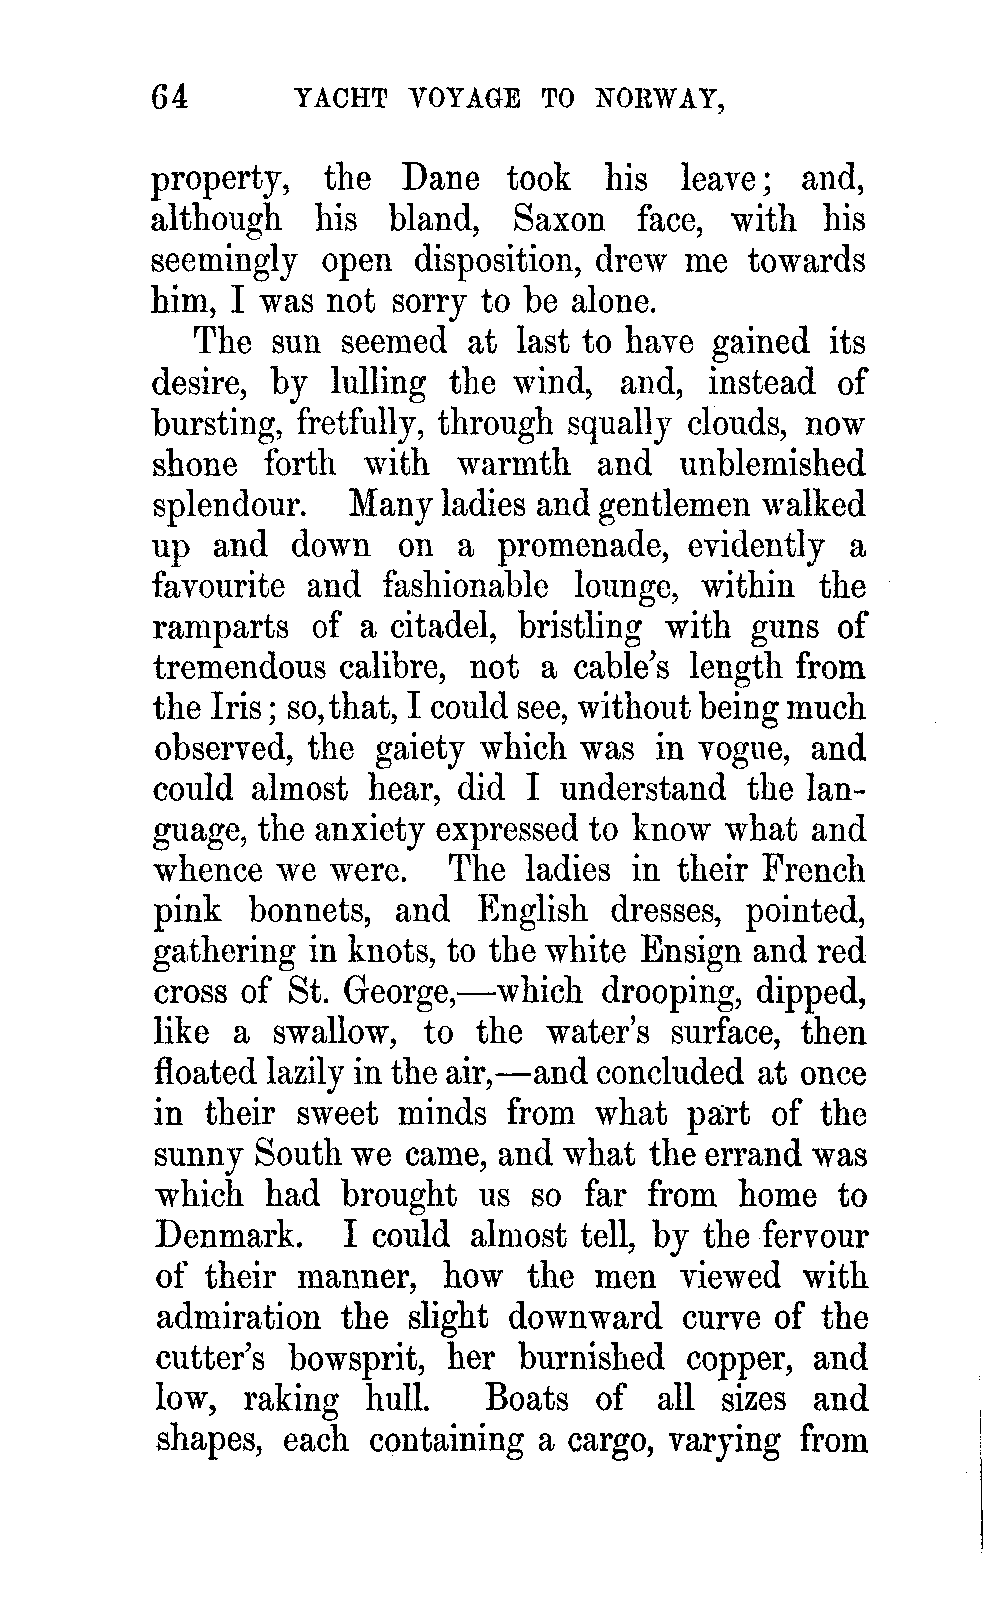 64 YACHT VOYAGE TO NORWAY,
property, the Dane took his leave; and,
although his bland, Saxon face, with his
seemingly open disposition, drew me towards
him, I was not sorry to be alone.
The sun seemed at last to have gained its
desire, by lulling the wind, and, instead of
bursting, fretfully, through squally clouds, now
shone forth with warmth and unblemished
splendour. Many ladies and gentlemen walked
up and down on a promenade, evidently a
favourite and fashionable lounge, within the
ramparts of a citadel, bristling with guns of
tremendous calibre, not a cable's length from
the Iris; so, that, I could see, without being much
observed, the gaiety which was in vogue, and
could almost hear, did I understand the lan-
guage, the anxiety expressed to know what and
whence we were. The ladies in their French
pink bonnets, and English dresses, pointed,
gathering in knots, to the white Ensign and red
cross of St. George,—which drooping, dipped,
like a swallow, to the water's surface, then
floated lazily in the air,—and concluded at once
in their sweet minds from what part of the
sunny South we came, and what the errand was
which had brought us so far from home to
Denmark. I could almost tell, by the fervour
of their manner, how the men viewed with
admiration the slight downward curve of the
cutter's bowsprit, her burnished copper, and
low, raking hull. Boats of all sizes and
shapes, each containing a cargo, varying from